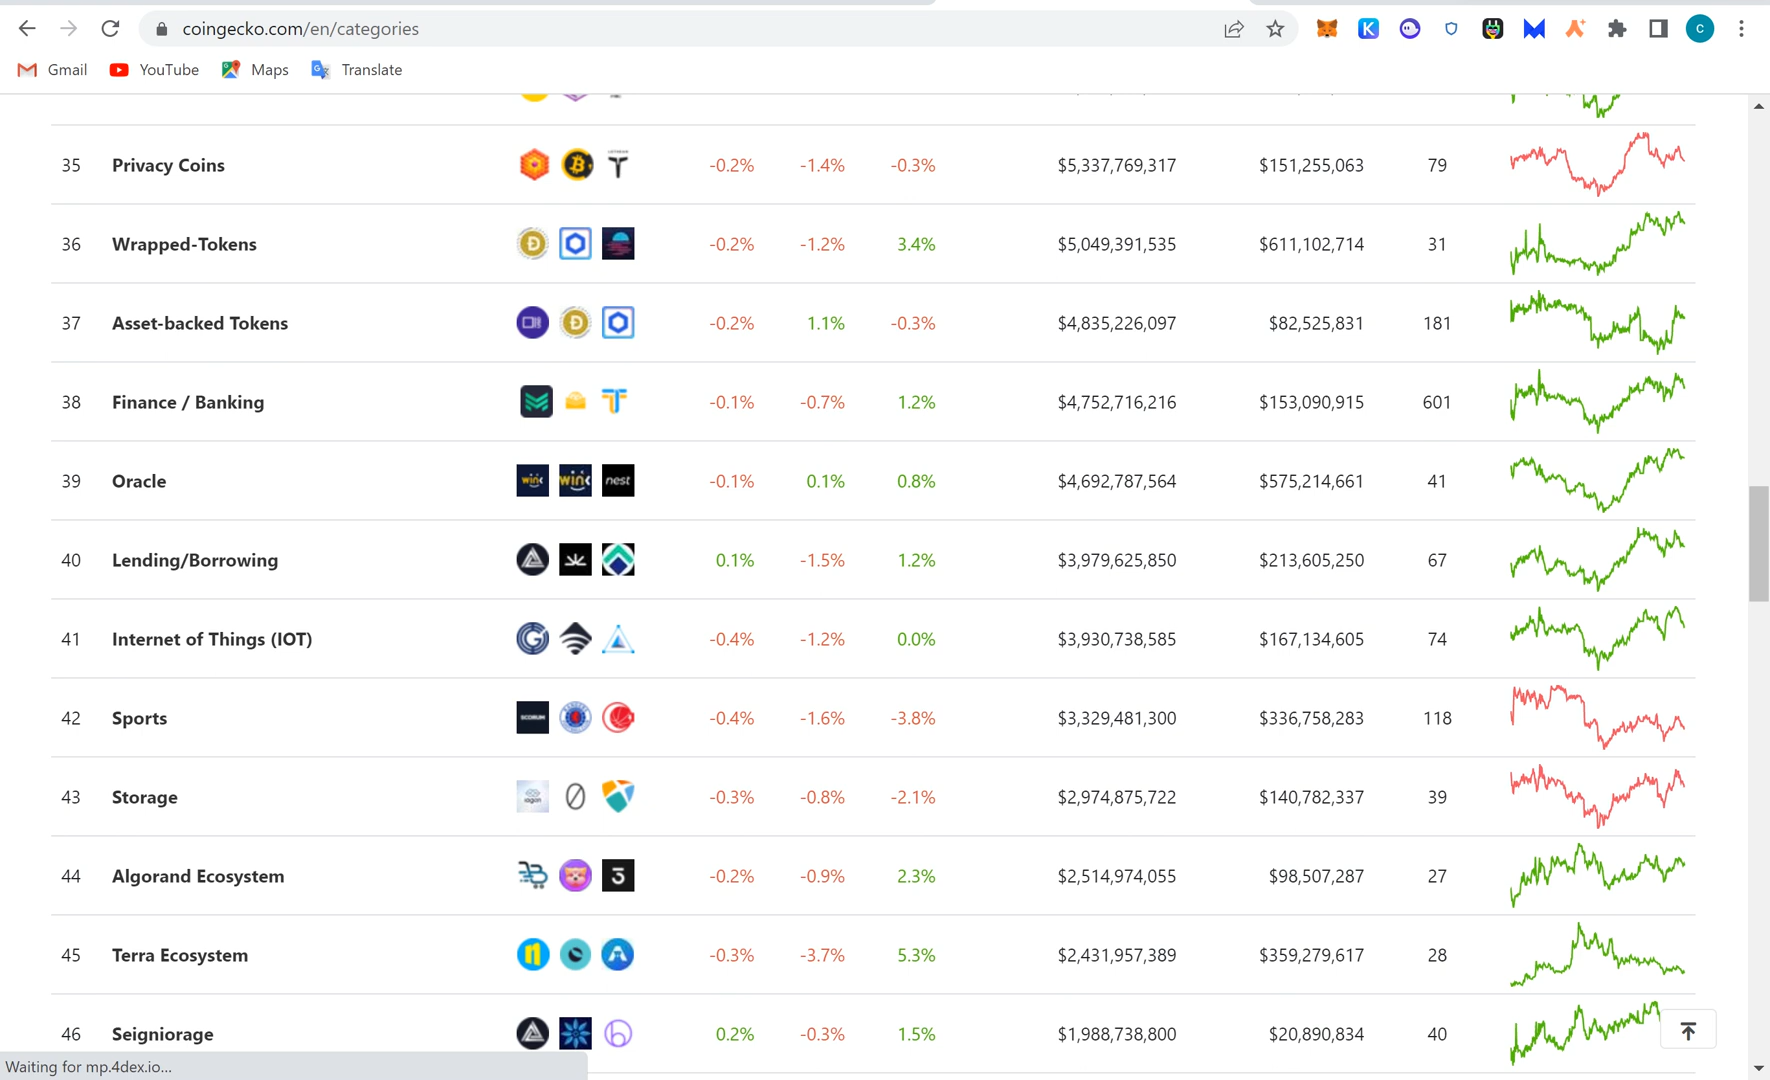 coingecko.com/en/categories
C
Gmail YouTube Maps Translate
35 Privacy Coins -0.2% -1.4% -0.3% $5,337,769,317 $151,255,063 79
36 Wrapped-Tokens -0.2% -1.2% 3.4% $5,049,391,535 $611,102,714 31
37 Asset-backed Tokens -0.2% 1.1% -0.3% $4,835,226,097 $82,525,831 181
38 Finance / Banking -0.1% -0.7% 1.2% $4,752,716,216 $153,090,915 601
39 Oracle nest -0.1% 0.1% 0.8% $4,692,787,564 $575,214,661 41
40 Lending/Borrowing 0.1% -1.5% 1.2% $3,979,625,850 $213,605,250 67
41 Internet of Things (IOT) -0.4% -1.2% 0.0% $3,930,738,585 $167,134,605 74
42 Sports -0.4% -1.6% -3.8% $3,329,481,300 $336,758,283 118
43 Storage -0.3% -0.8% -2.1% $2,974,875,722 $140,782,337 39
44 Algorand Ecosystem -0.2% -0.9% 2.3% $2,514,974,055 $98,507,287 27
45 Terra Ecosystem -0.3% -3.7% 5.3% $2,431,957,389 $359,279,617 28
46 Seigniorage 0.2% -0.3% 1.5% $1,988,738,800 $20,890,834 40
Waiting for mp.4dex.io...